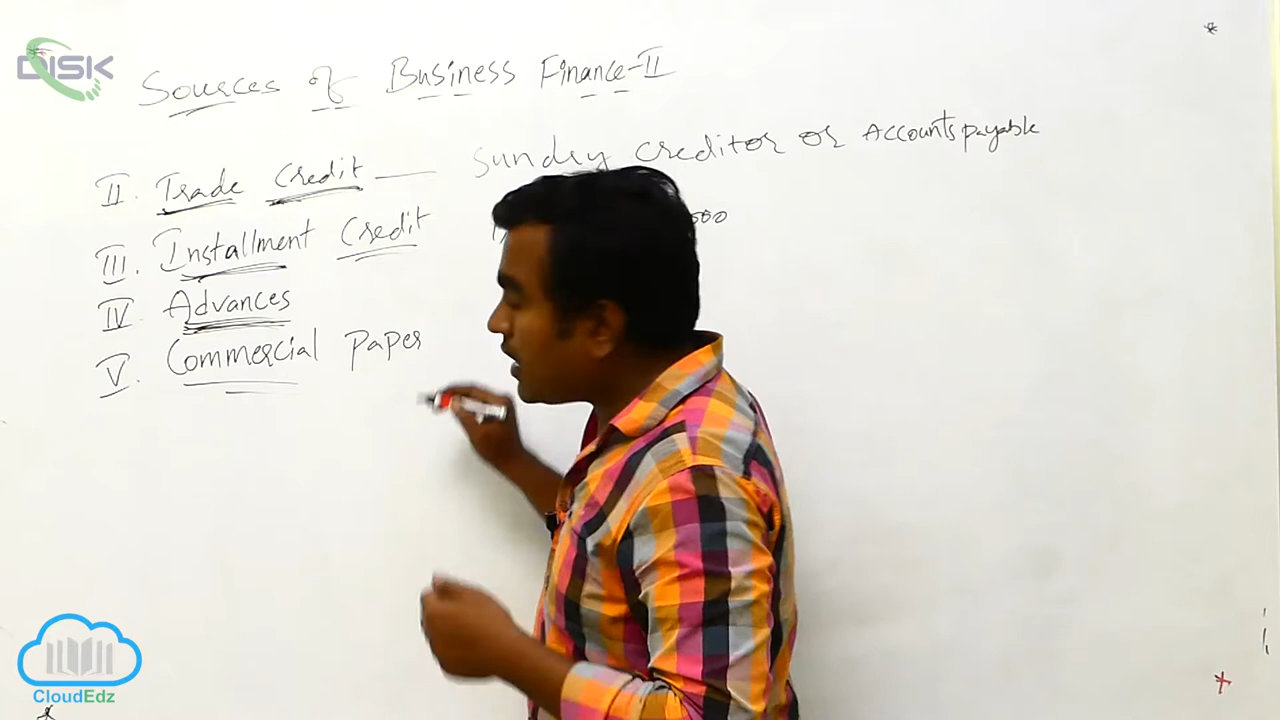 DISK
Sources of Business Finance-II
II. Trade Credit — Sundry creditor or Accounts payable
III. Installment Credit
IV Advances
V. Commercial paper
CloudEdz